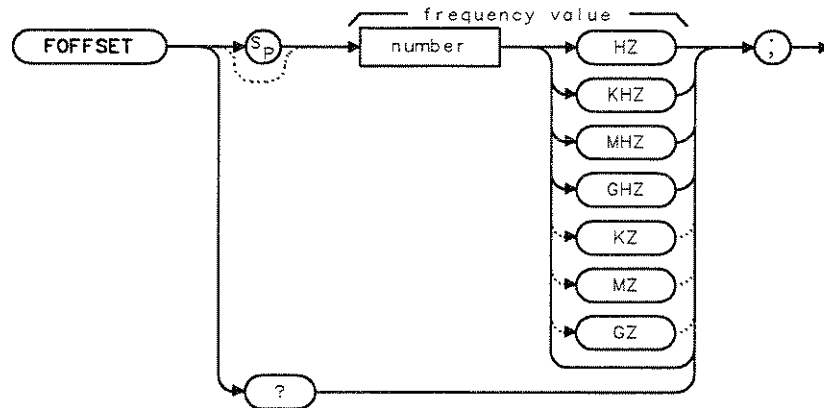 frequency value
FOFFSET
SP
number
HZ
;
KHZ
MHZ
GHZ
KZ
MZ
GZ
?